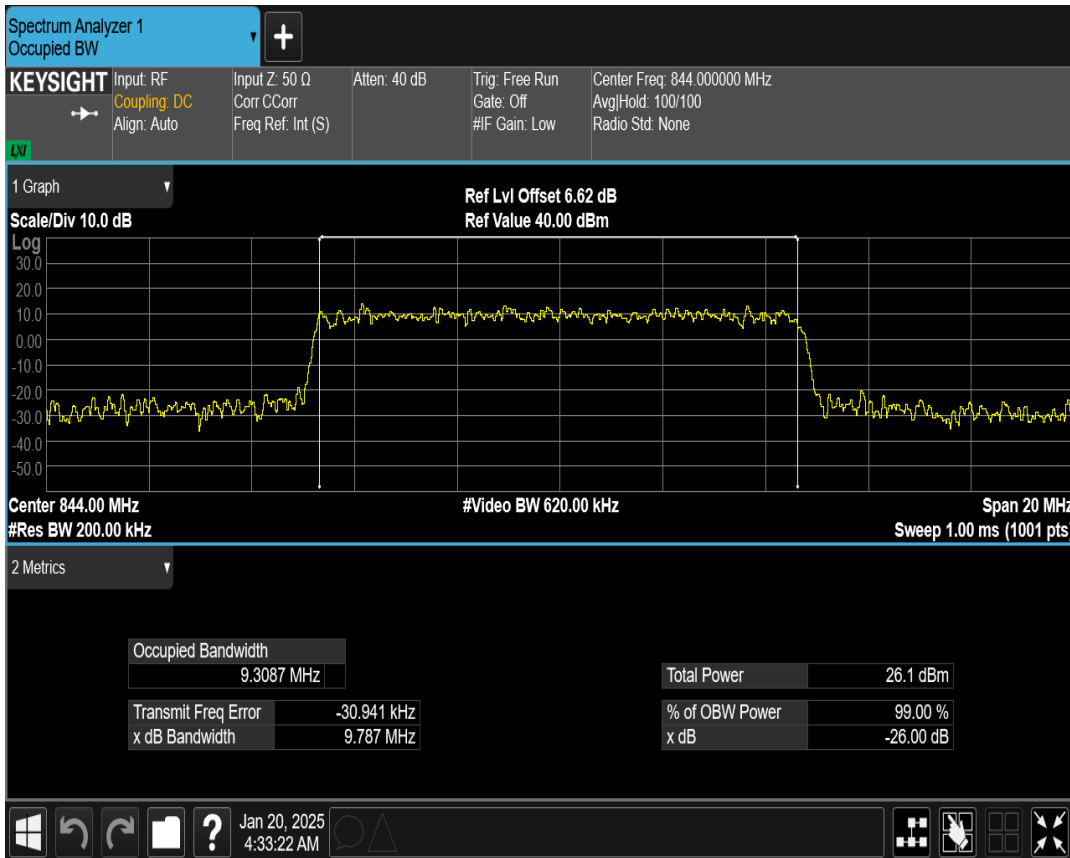 Spectrum Analyzer 1
Occupied BW
KEYSIGHT
LXI
Input: RF
Coupling: DC
Align: Auto
Input Z: 50 Ω
Corr CCorr
Freq Ref: Int (S)
Atten: 40 dB
Trig: Free Run
Gate: Off
#IF Gain: Low
Center Freq: 844.000000 MHz
Avg|Hold: 100/100
Radio Std: None
1 Graph
Scale/Div 10.0 dB
Ref Lvl Offset 6.62 dB
Ref Value 40.00 dBm
Log
30.0
20.0
10.0
0.00
-10.0
-20.0
-30.0
-40.0
-50.0
Center 844.00 MHz
#Res BW 200.00 kHz
#Video BW 620.00 kHz
Span 20 MHz
Sweep 1.00 ms (1001 pts)
2 Metrics
Occupied Bandwidth
9.3087 MHz
Transmit Freq Error -30.941 kHz
x dB Bandwidth 9.787 MHz
Total Power 26.1 dBm
% of OBW Power 99.00 %
x dB -26.00 dB
Jan 20, 2025
4:33:22 AM